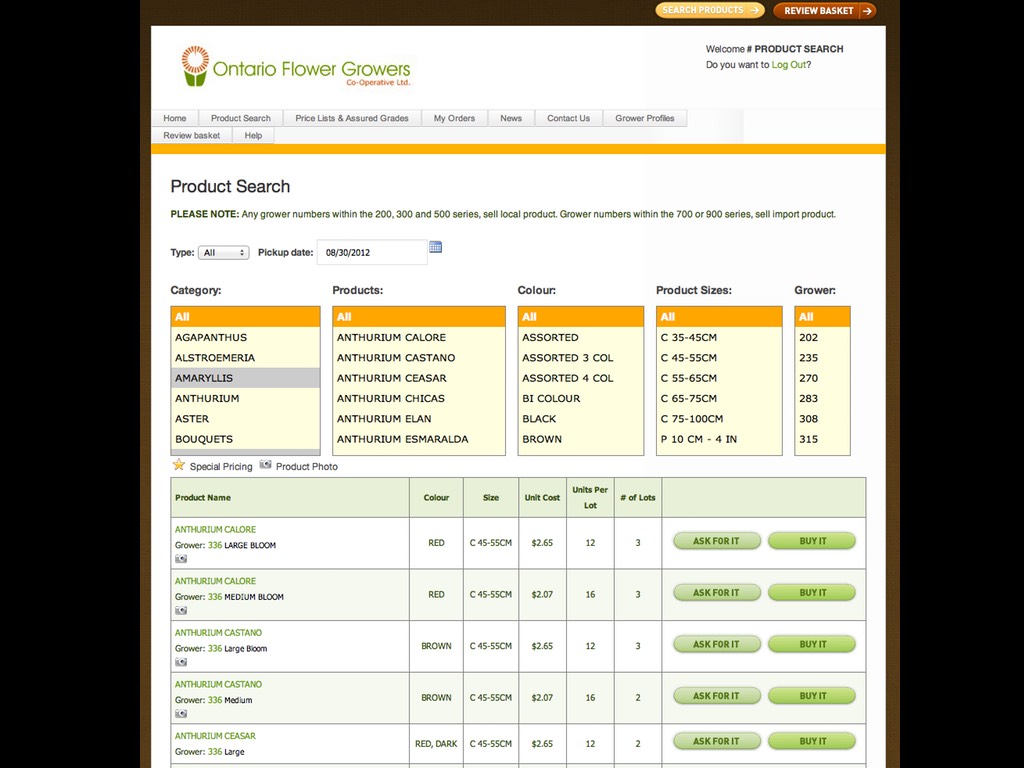 SEARCH PRODUCTS
REVIEW BASKET
Welcome # PRODUCT SEARCH
Do you want to Log Out?
Ontario Flower Growers
Co-Operative Ltd.
Home Product Search Price Lists & Assured Grades My Orders News Contact Us Grower Profiles
Review basket Help
Product Search
PLEASE NOTE: Any grower numbers within the 200, 300 and 500 series, sell local product. Grower numbers within the 700 or 900 series, sell import product.
Type: All Pickup date: 08/30/2012
Category: Products: Colour: Product Sizes: Grower:
All All All All All
AGAPANTHUS ANTHURIUM CALORE ASSORTED C 35-45CM 202
ALSTROEMERIA ANTHURIUM CASTANO ASSORTED 3 COL C 45-55CM 235
AMARYLLIS ANTHURIUM CEASAR ASSORTED 4 COL C 55-65CM 270
ANTHURIUM ANTHURIUM CHICAS BI COLOUR C 65-75CM 283
ASTER ANTHURIUM ELAN BLACK C 75-100CM 308
BOUQUETS ANTHURIUM ESMARALDA BROWN P 10 CM - 4 IN 315
Special Pricing Product Photo
Product Name Colour Size Unit Cost Units Per Lot # of Lots
ANTHURIUM CALORE
Grower: 336 LARGE BLOOM RED C 45-55CM $2.65 12 3 ASK FOR IT BUY IT
ANTHURIUM CALORE
Grower: 336 MEDIUM BLOOM RED C 45-55CM $2.07 16 3 ASK FOR IT BUY IT
ANTHURIUM CASTANO
Grower: 336 Large Bloom BROWN C 45-55CM $2.65 12 3 ASK FOR IT BUY IT
ANTHURIUM CASTANO
Grower: 336 Medium BROWN C 45-55CM $2.07 16 2 ASK FOR IT BUY IT
ANTHURIUM CEASAR
Grower: 336 Large RED, DARK C 45-55CM $2.65 12 2 ASK FOR IT BUY IT